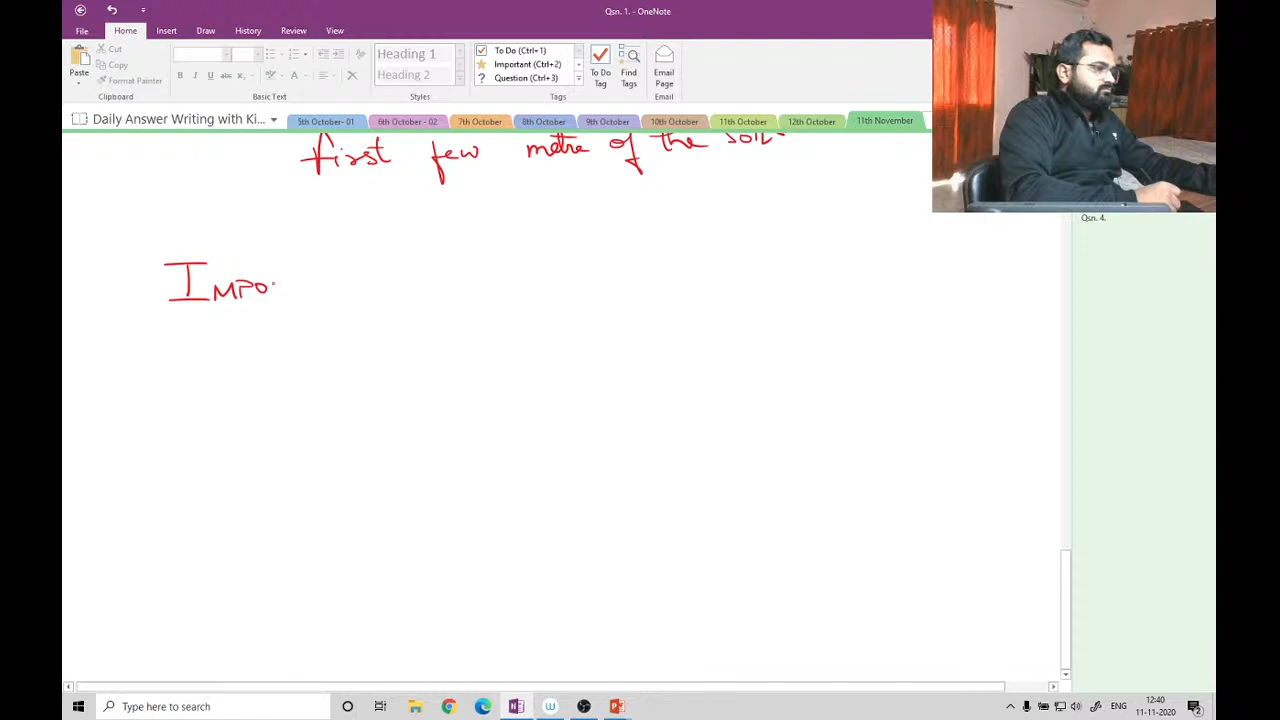 Qsn. 1. - OneNote
File Home Insert Draw History Review View
Paste
Cut
Copy
Format Painter
Clipboard
B I U abc
Basic Text
Heading 1
Heading 2
Styles
To Do (Ctrl+1)
Important (Ctrl+2)
Question (Ctrl+3)
Tags
To Do
Tag
Find
Tags
Email
Page
Email
Daily Answer Writing with Ki...
5th October- 01
6th October - 02
7th October
8th October
9th October
10th October
11th October
12th October
11th November
first few metre of the soil.
IMPO
Qsn. 4.
Type here to search
ENG
12:40
11-11-2020
2